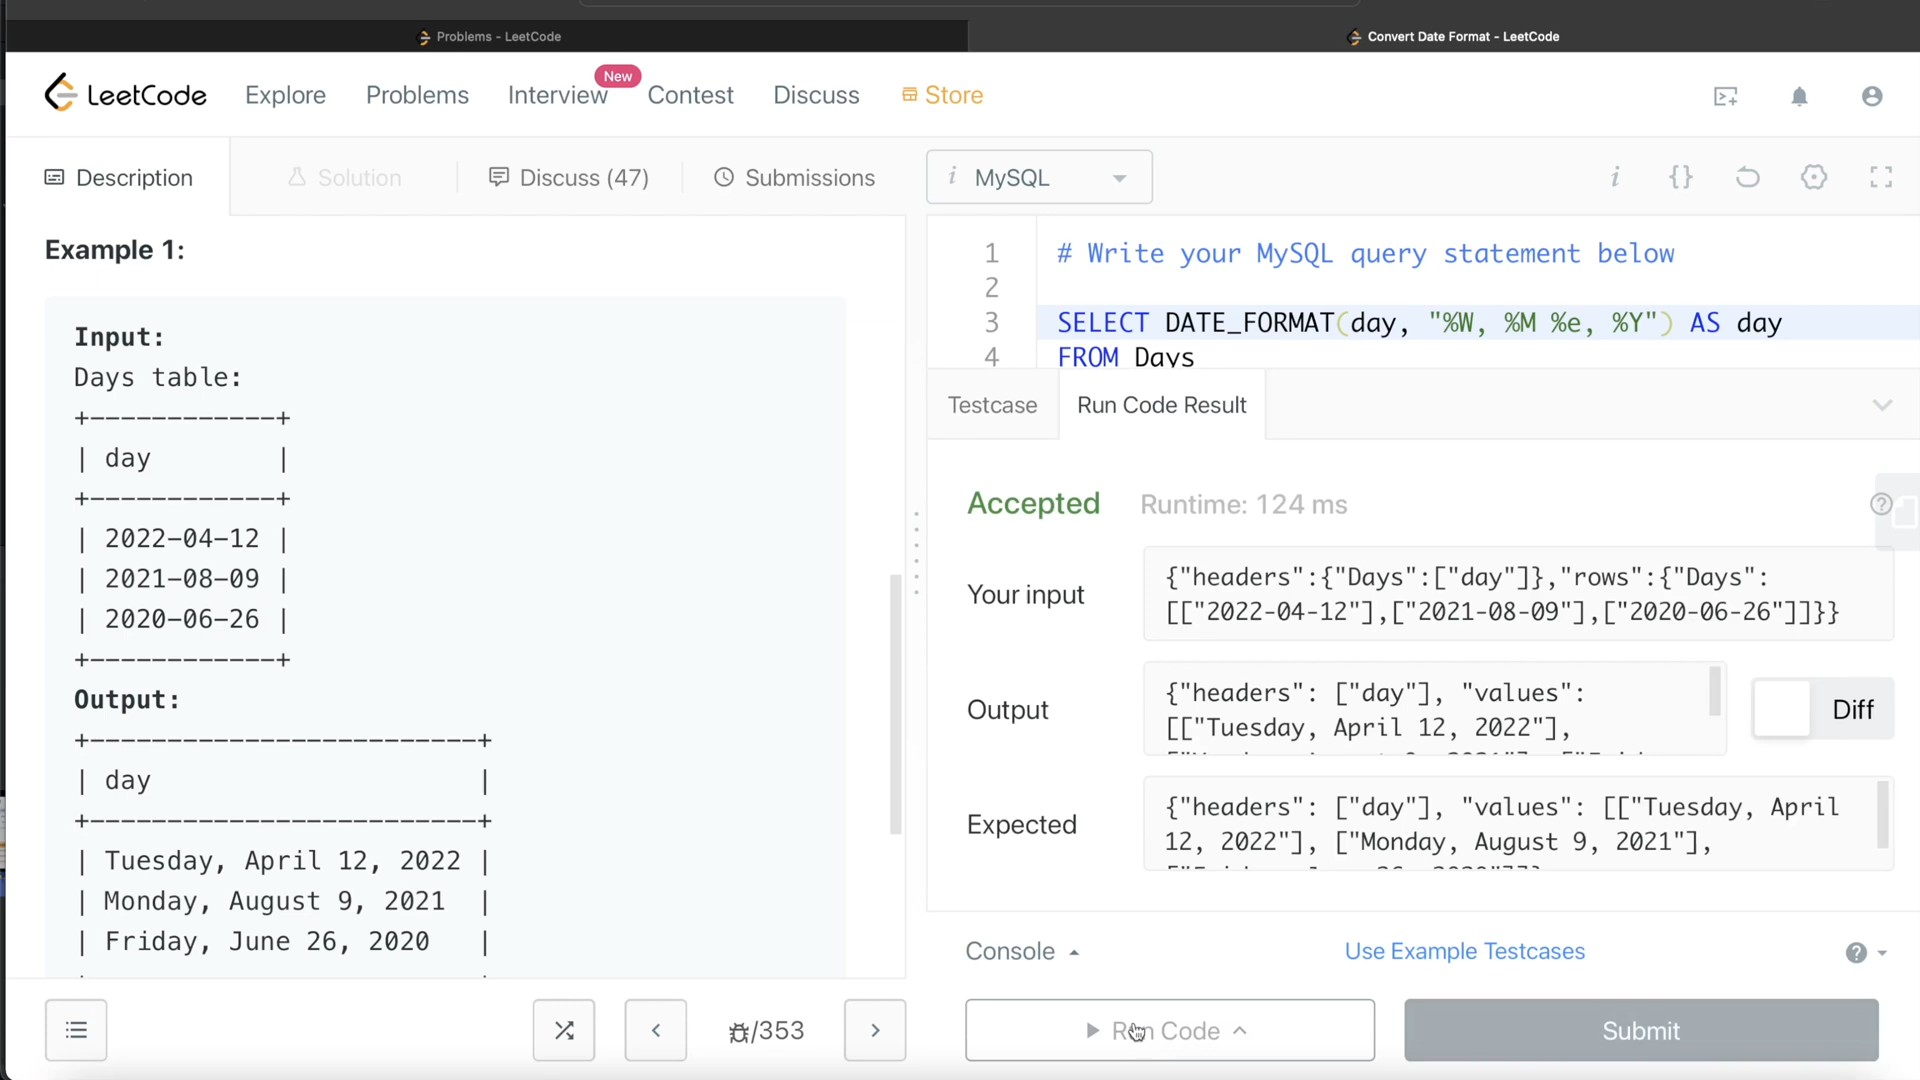 Problems - LeetCode
Convert Date Format - LeetCode
LeetCode
Explore
Problems
Interview
New
Contest
Discuss
Store
Description
Solution
Discuss (47)
Submissions
i MySQL
i
{}
Example 1:
Input:
Days table:
+------------+
| day        |
+------------+
| 2022-04-12 |
| 2021-08-09 |
| 2020-06-26 |
+------------+
Output:
+-------------------------+
| day                     |
+-------------------------+
| Tuesday, April 12, 2022 |
| Monday, August 9, 2021  |
| Friday, June 26, 2020   |
1 # Write your MySQL query statement below
2
3 SELECT DATE_FORMAT(day, "%W, %M %e, %Y") AS day
4 FROM Days
Testcase
Run Code Result
Accepted
Runtime: 124 ms
Your input
{"headers":{"Days":["day"]},"rows":{"Days":
[["2022-04-12"],["2021-08-09"],["2020-06-26"]]}}
Output
{"headers": ["day"], "values":
[["Tuesday, April 12, 2022"],
Diff
Expected
{"headers": ["day"], "values": [["Tuesday, April
12, 2022"], ["Monday, August 9, 2021"],
Console
Use Example Testcases
/353
Run Code
Submit